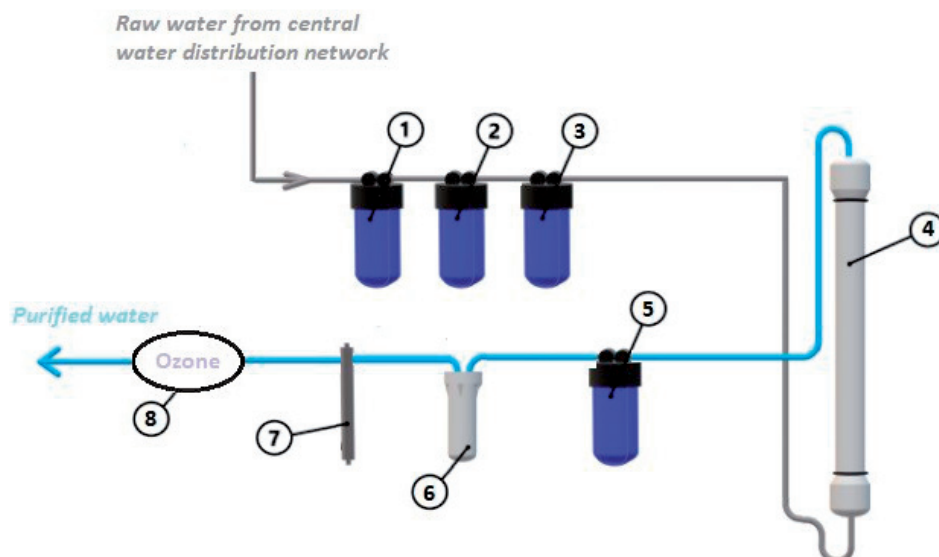 Raw water from central
water distribution network
1
2
3
4
5
Purified water
Ozone
8
7
6